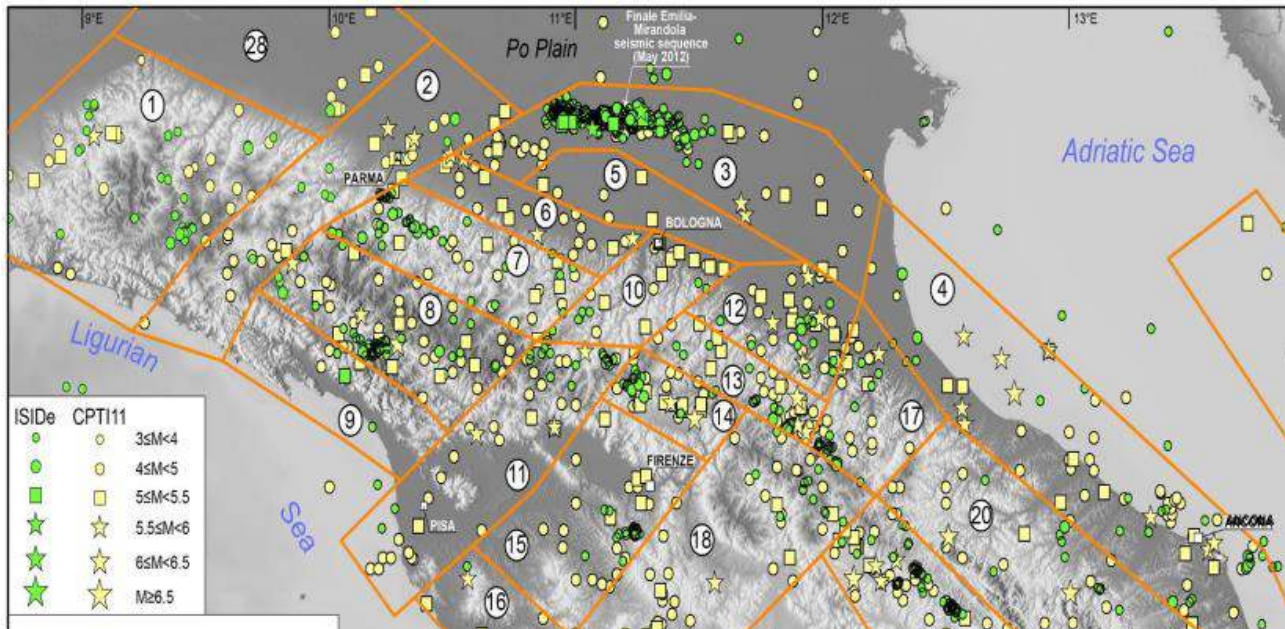 9°E
10°E
11°E
12°E
13°E
Finale Emilia-
Mirandola
seismic sequence
(May 2012)
Po Plain
28
2
1
3
Adriatic Sea
5
PARMA
6
BOLOGNA
7
10
4
8
12
Ligurian
13
14
17
9
ISIDe CPTI11
3≤M<4
4≤M<5
5≤M<5.5
5.5≤M<6
6≤M<6.5
M≥6.5
FIRENZE
11
Sea
PISA
15
18
20
ANCONA
16